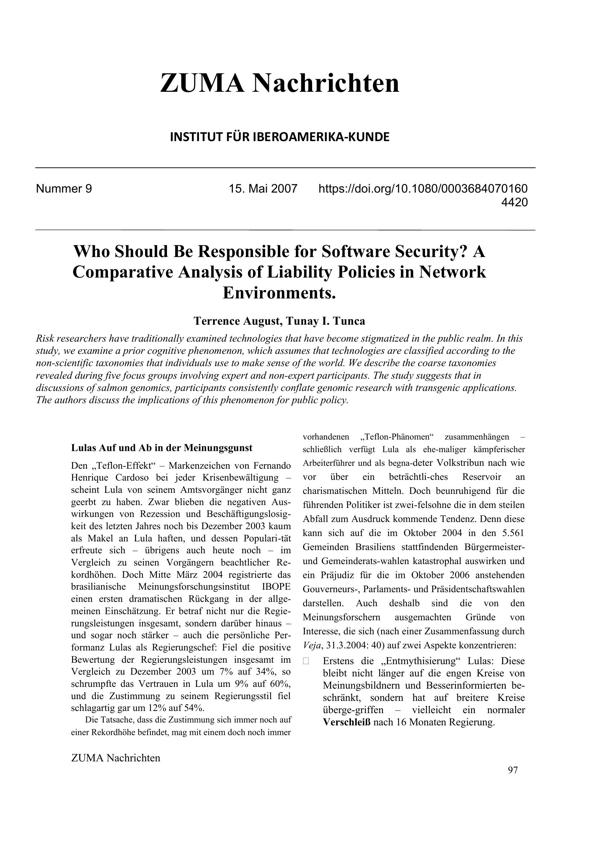 ZUMA Nachrichten
INSTITUT FÜR IBEROAMERIKA-KUNDE
Nummer 9 15. Mai 2007 https://doi.org/10.1080/0003684070160
4420
Who Should Be Responsible for Software Security? A
Comparative Analysis of Liability Policies in Network
Environments.
Terrence August, Tunay I. Tunca
Risk researchers have traditionally examined technologies that have become stigmatized in the public realm. In this
study, we examine a prior cognitive phenomenon, which assumes that technologies are classified according to the
non-scientific taxonomies that individuals use to make sense of the world. We describe the coarse taxonomies
revealed during five focus groups involving expert and non-expert participants. The study suggests that in
discussions of salmon genomics, participants consistently conflate genomic research with transgenic applications.
The authors discuss the implications of this phenomenon for public policy.
Lulas Auf und Ab in der Meinungsgunst
Den „Teflon-Effekt“ – Markenzeichen von Fernando
Henrique Cardoso bei jeder Krisenbewältigung –
scheint Lula von seinem Amtsvorgänger nicht ganz
geerbt zu haben. Zwar blieben die negativen Aus-
wirkungen von Rezession und Beschäftigungslosig-
keit des letzten Jahres noch bis Dezember 2003 kaum
als Makel an Lula haften, und dessen Populari-tät
erfreute sich – übrigens auch heute noch – im
Vergleich zu seinen Vorgängern beachtlicher Re-
kordhöhen. Doch Mitte März 2004 registrierte das
brasilianische Meinungsforschungsinstitut IBOPE
einen ersten dramatischen Rückgang in der allge-
meinen Einschätzung. Er betraf nicht nur die Regie-
rungsleistungen insgesamt, sondern darüber hinaus –
und sogar noch stärker – auch die persönliche Per-
formanz Lulas als Regierungschef: Fiel die positive
Bewertung der Regierungsleistungen insgesamt im
Vergleich zu Dezember 2003 um 7% auf 34%, so
schrumpfte das Vertrauen in Lula um 9% auf 60%,
und die Zustimmung zu seinem Regierungsstil fiel
schlagartig gar um 12% auf 54%.
Die Tatsache, dass die Zustimmung sich immer noch auf
einer Rekordhöhe befindet, mag mit einem doch noch immer
vorhandenen „Teflon-Phänomen“ zusammenhängen –
schließlich verfügt Lula als ehe-maliger kämpferischer
Arbeiterführer und als begna-deter Volkstribun nach wie
vor über ein beträchtli-ches Reservoir an
charismatischen Mitteln. Doch beunruhigend für die
führenden Politiker ist zwei-felsohne die in dem steilen
Abfall zum Ausdruck kommende Tendenz. Denn diese
kann sich auf die im Oktober 2004 in den 5.561
Gemeinden Brasiliens stattfindenden Bürgermeister-
und Gemeinderats-wahlen katastrophal auswirken und
ein Präjudiz für die im Oktober 2006 anstehenden
Gouverneurs-, Parlaments- und Präsidentschaftswahlen
darstellen. Auch deshalb sind die von den
Meinungsforschern ausgemachten Gründe von
Interesse, die sich (nach einer Zusammenfassung durch
Veja, 31.3.2004: 40) auf zwei Aspekte konzentrieren:
Erstens die „Entmythisierung“ Lulas: Diese
bleibt nicht länger auf die engen Kreise von
Meinungsbildnern und Besserinformierten be-
schränkt, sondern hat auf breitere Kreise
überge-griffen – vielleicht ein normaler
Verschleiß nach 16 Monaten Regierung.
ZUMA Nachrichten
97